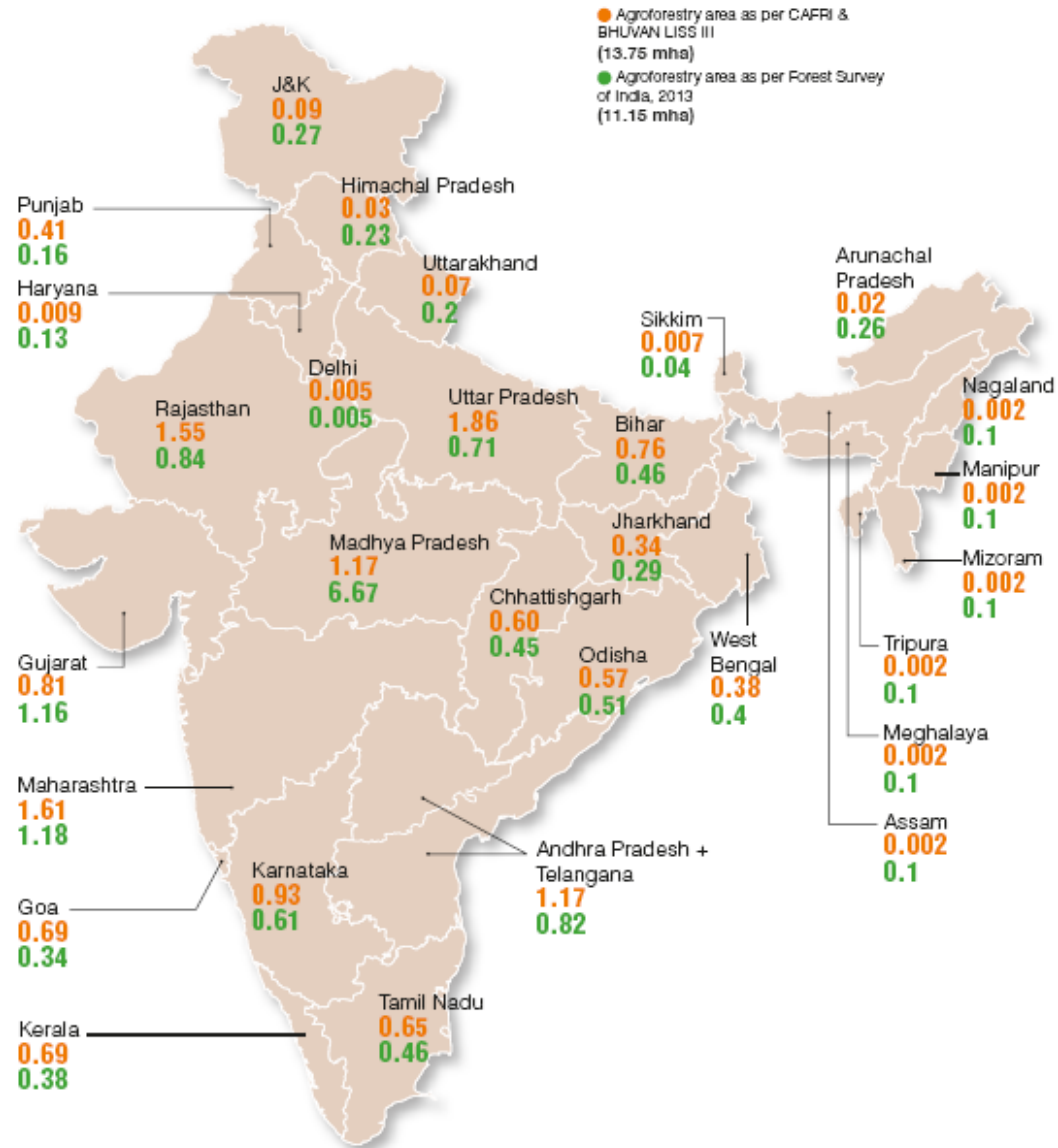 Agroforestry area as per CAFRI &
BHUVAN LISS III
(13.75 mha)
Agroforestry area as per Forest Survey
of India, 2013
(11.15 mha)
J&K
0.09
0.27
Himachal Pradesh
0.03
0.23
Punjab
0.41
0.16
Uttarakhand
0.07
0.2
Haryana
0.009
0.13
Arunachal
Pradesh
0.02
0.26
Sikkim
0.007
0.04
Delhi
0.005
0.005
Rajasthan
1.55
0.84
Uttar Pradesh
1.86
0.71
Bihar
0.76
0.46
Nagaland
0.002
0.1
Manipur
0.002
0.1
Madhya Pradesh
1.17
6.67
Jharkhand
0.34
0.29
Mizoram
0.002
0.1
Chhattishgarh
0.60
0.45
Odisha
0.57
0.51
West
Bengal
0.38
0.4
Tripura
0.002
0.1
Gujarat
0.81
1.16
Meghalaya
0.002
0.1
Maharashtra
1.61
1.18
Assam
0.002
0.1
Andhra Pradesh +
Telangana
1.17
0.82
Karnataka
0.93
0.61
Goa
0.69
0.34
Tamil Nadu
0.65
0.46
Kerala
0.69
0.38